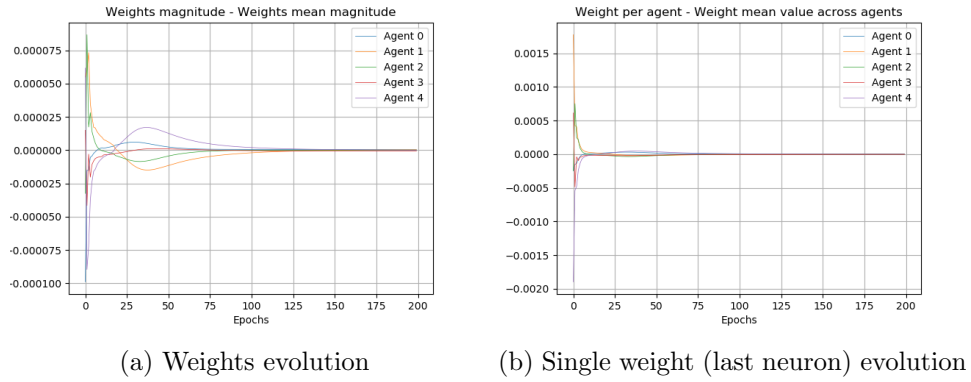 Weights magnitude - Weights mean magnitude
0.000075
0.000050
0.000025
0.000000
-0.000025
-0.000050
-0.000075
-0.000100
0 25 50 75 100 125 150 175 200
Epochs
Agent 0
Agent 1
Agent 2
Agent 3
Agent 4
(a) Weights evolution
Weight per agent - Weight mean value across agents
0.0015
0.0010
0.0005
0.0000
-0.0005
-0.0010
-0.0015
-0.0020
0 25 50 75 100 125 150 175 200
Epochs
Agent 0
Agent 1
Agent 2
Agent 3
Agent 4
(b) Single weight (last neuron) evolution